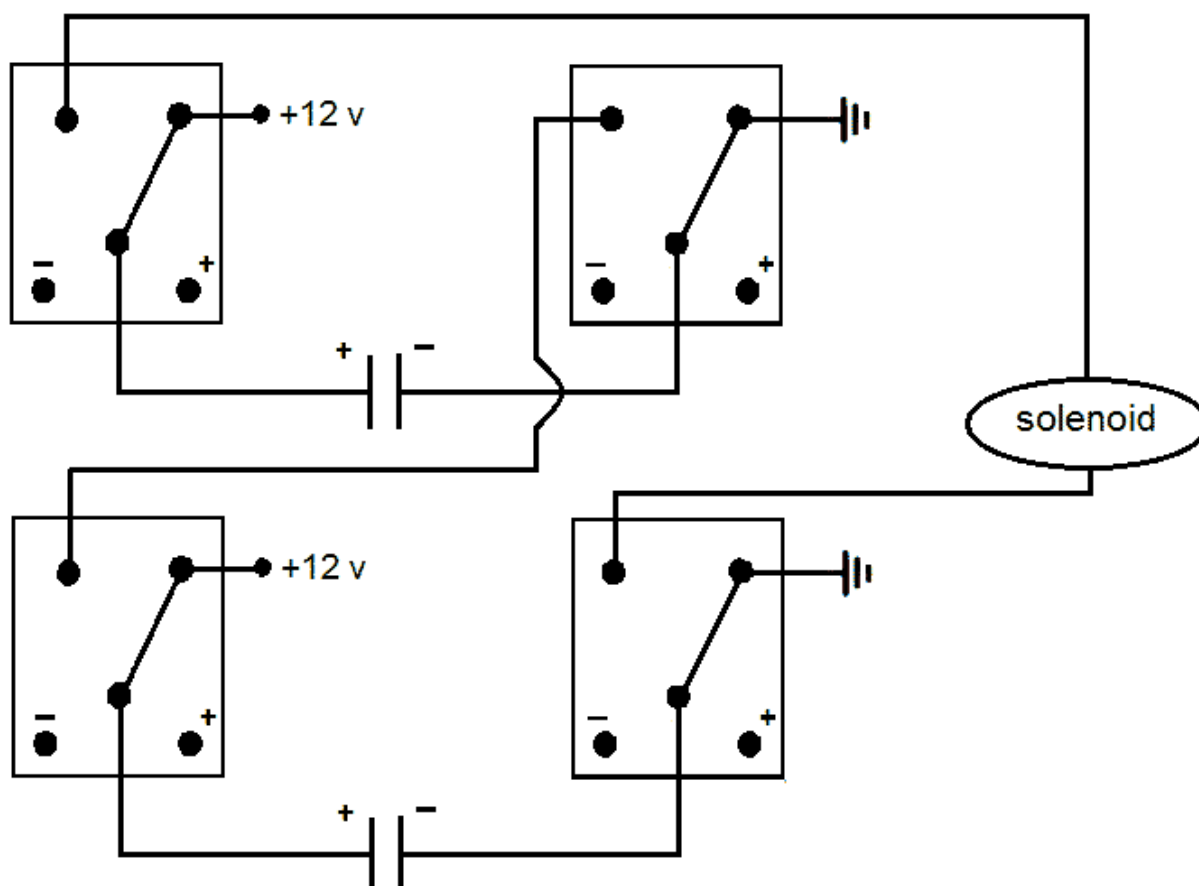 +12 v
− +
− +
+ −
solenoid
+12 v
− +
− +
+ −